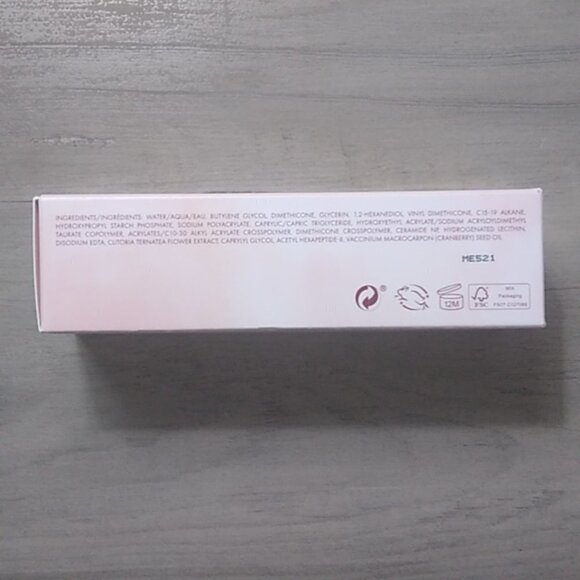 INGREDIENTS/INGRÉDIENTS: WATER/AQUA/EAU, BUTYLENE GLYCOL, DIMETHICONE, GLYCERIN, 1,2-HEXANEDIOL, VINYL DIMETHICONE, C15-19 ALKANE,
HYDROXYPROPYL STARCH PHOSPHATE, SODIUM POLYACRYLATE, CAPRYLIC/CAPRIC TRIGLYCERIDE, HYDROXYETHYL ACRYLATE/SODIUM ACRYLOYLDIMETHYL
TAURATE COPOLYMER, ACRYLATES/C10-30 ALKYL ACRYLATE CROSSPOLYMER, DIMETHICONE CROSSPOLYMER, CERAMIDE NP, HYDROGENATED LECITHIN,
DISODIUM EDTA, CLITORIA TERNATEA FLOWER EXTRACT, CAPRYLYL GLYCOL, ACETYL HEXAPEPTIDE 8, VACCINIUM MACROCARPON (CRANBERRY) SEED OIL
ME521
®
12M
FSC
MIX
Packaging